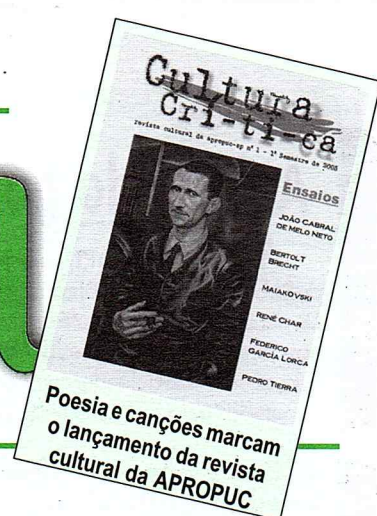 Cultura
Crí-ti-ca
revista cultural da apropuc-sp nº 1 - 1º Semestre de 2005
Ensaios
JOÃO CABRAL
DE MELO NETO
BERTOLT
BRECHT
MAIAKOVSKI
RENÉ CHAR
FEDERICO
GARCÍA LORCA
PEDRO TIERRA
Poesia e canções marcam
o lançamento da revista
cultural da APROPUC